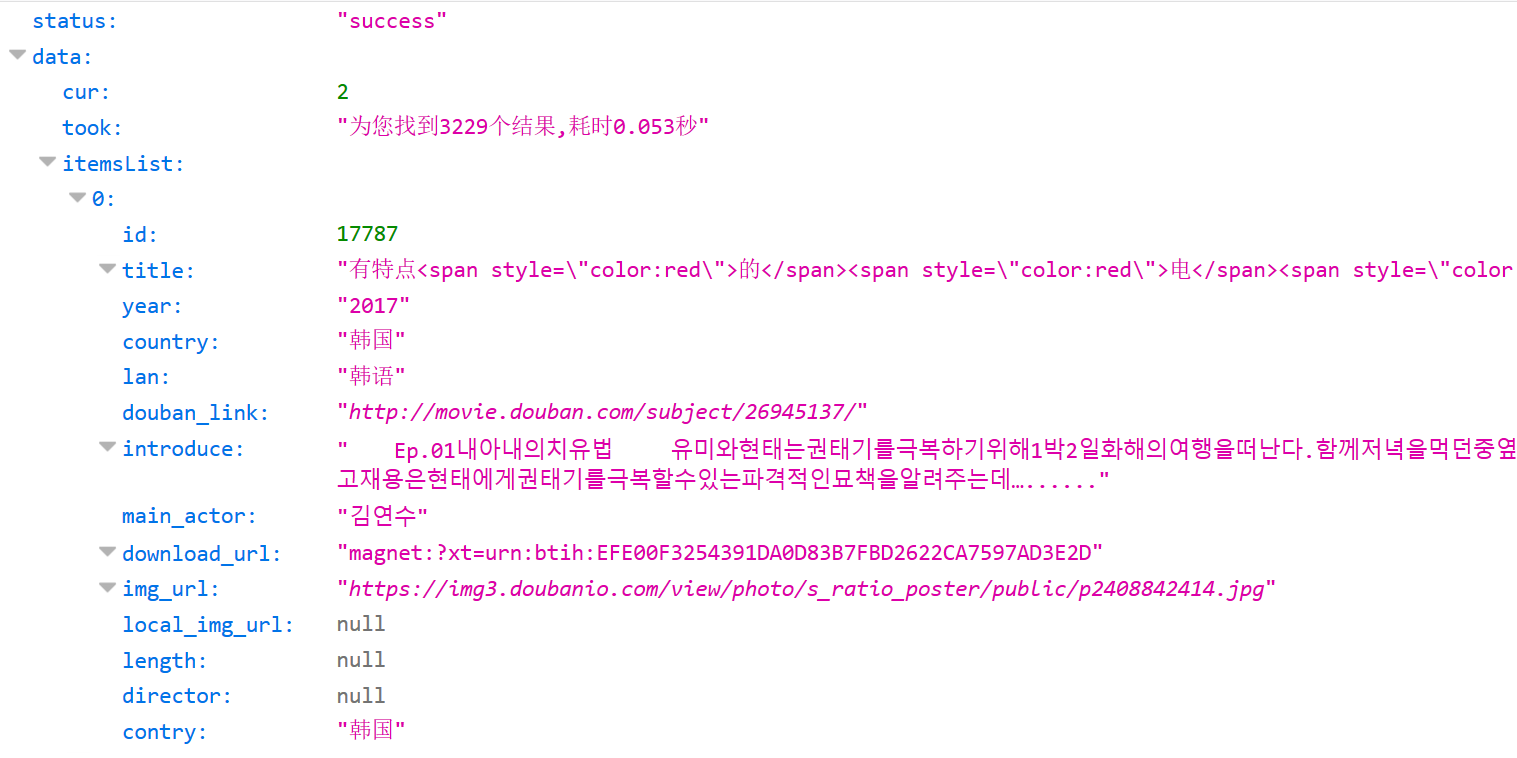 status: "success"
data:
cur: 2
took: "为您找到3229个结果,耗时0.053秒"
itemsList:
0:
id: 17787
title: "有特点<span style=\"color:red\">的</span><span style=\"color:red\">电</span><span style=\"color
year: "2017"
country: "韩国"
lan: "韩语"
douban_link: "http://movie.douban.com/subject/26945137/"
introduce: " Ep.01내아내의치유법 유미와현태는권태기를극복하기위해1박2일화해의여행을떠난다.함께저녁을먹던중옆
고재용은현태에게권태기를극복할수있는파격적인묘책을알려주는데…......"
main_actor: "김연수"
download_url: "magnet:?xt=urn:btih:EFE00F3254391DA0D83B7FBD2622CA7597AD3E2D"
img_url: "https://img3.doubanio.com/view/photo/s_ratio_poster/public/p2408842414.jpg"
local_img_url: null
length: null
director: null
contry: "韩国"